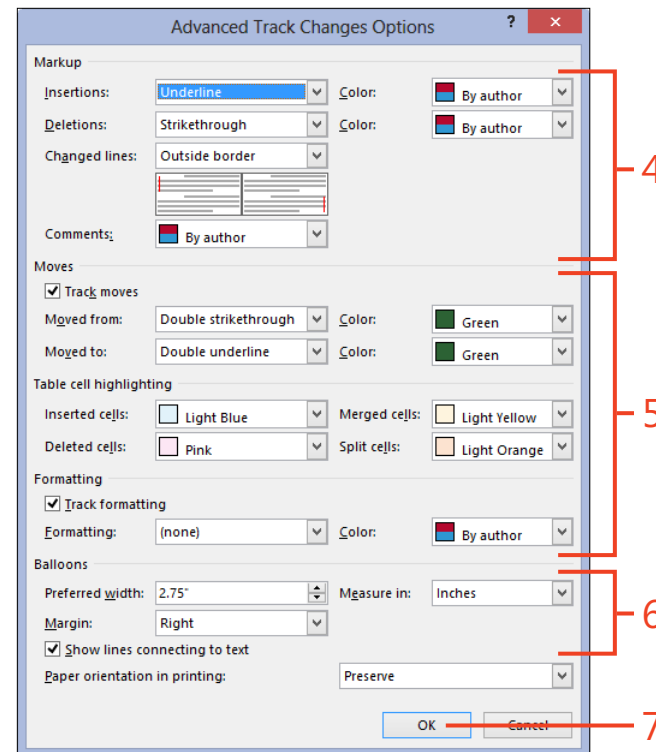 Advanced Track Changes Options ? ×
Markup
Insertions: Underline Color: By author
Deletions: Strikethrough Color: By author
Changed lines: Outside border
4
Comments: By author
Moves
Track moves
Moved from: Double strikethrough Color: Green
Moved to: Double underline Color: Green
Table cell highlighting
Inserted cells: Light Blue Merged cells: Light Yellow
5
Deleted cells: Pink Split cells: Light Orange
Formatting
Track formatting
Formatting: (none) Color: By author
Balloons
Preferred width: 2.75" Measure in: Inches
6
Margin: Right
Show lines connecting to text
Paper orientation in printing: Preserve
OK Cancel 7